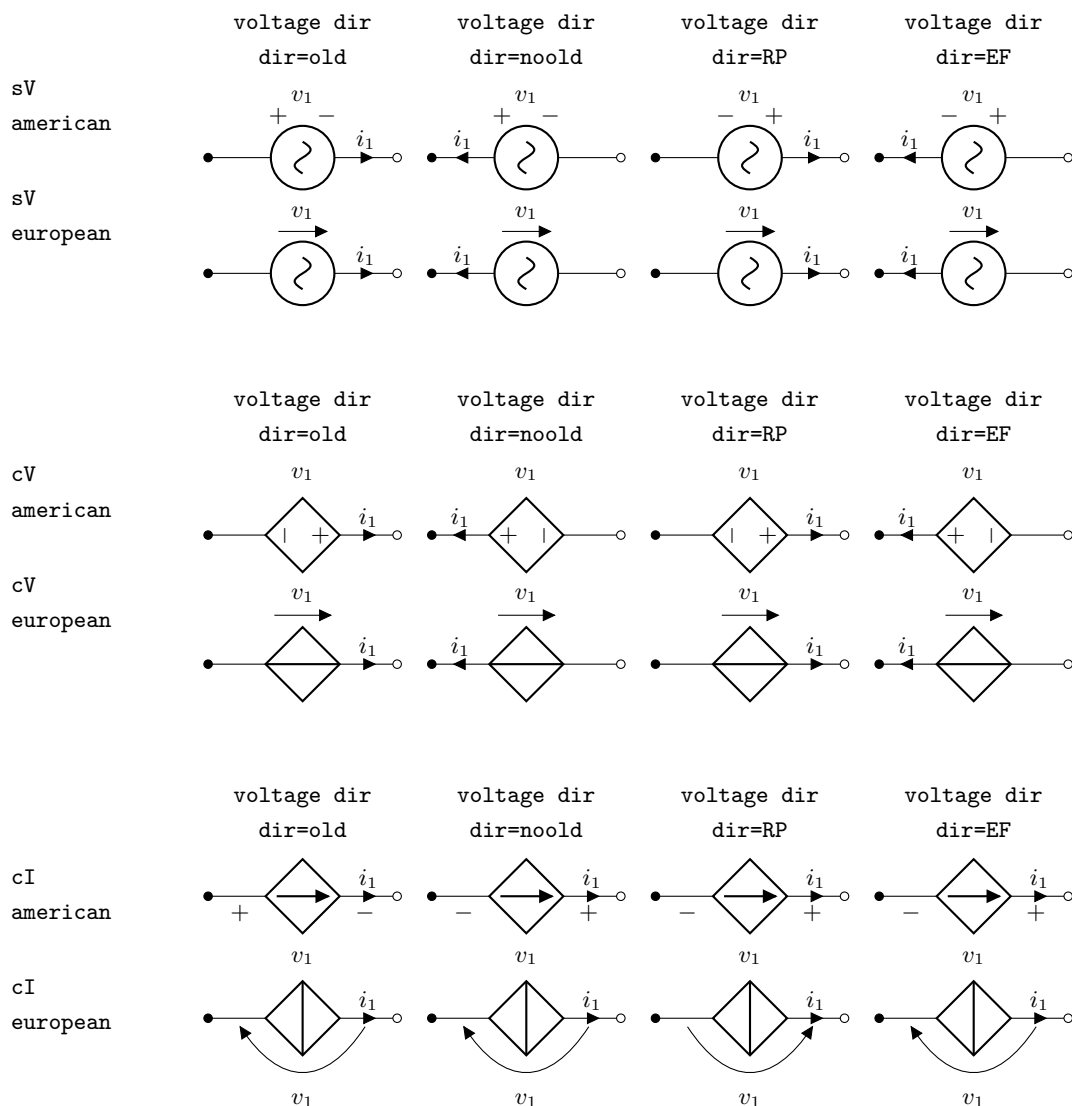 voltage dir voltage dir voltage dir voltage dir
dir=old dir=noold dir=RP dir=EF
sV
american
v₁ v₁ v₁ v₁
+ − + − − + − +
i₁ i₁ i₁ i₁
sV
european
v₁ v₁ v₁ v₁
i₁ i₁ i₁ i₁
voltage dir voltage dir voltage dir voltage dir
dir=old dir=noold dir=RP dir=EF
cV
american
v₁ v₁ v₁ v₁
i₁ i₁ i₁ i₁
− + + − − + + −
cV
european
v₁ v₁ v₁ v₁
i₁ i₁ i₁ i₁
voltage dir voltage dir voltage dir voltage dir
dir=old dir=noold dir=RP dir=EF
cI
american
i₁ i₁ i₁ i₁
+ − − + − + − +
v₁ v₁ v₁ v₁
cI
european
i₁ i₁ i₁ i₁
v₁ v₁ v₁ v₁